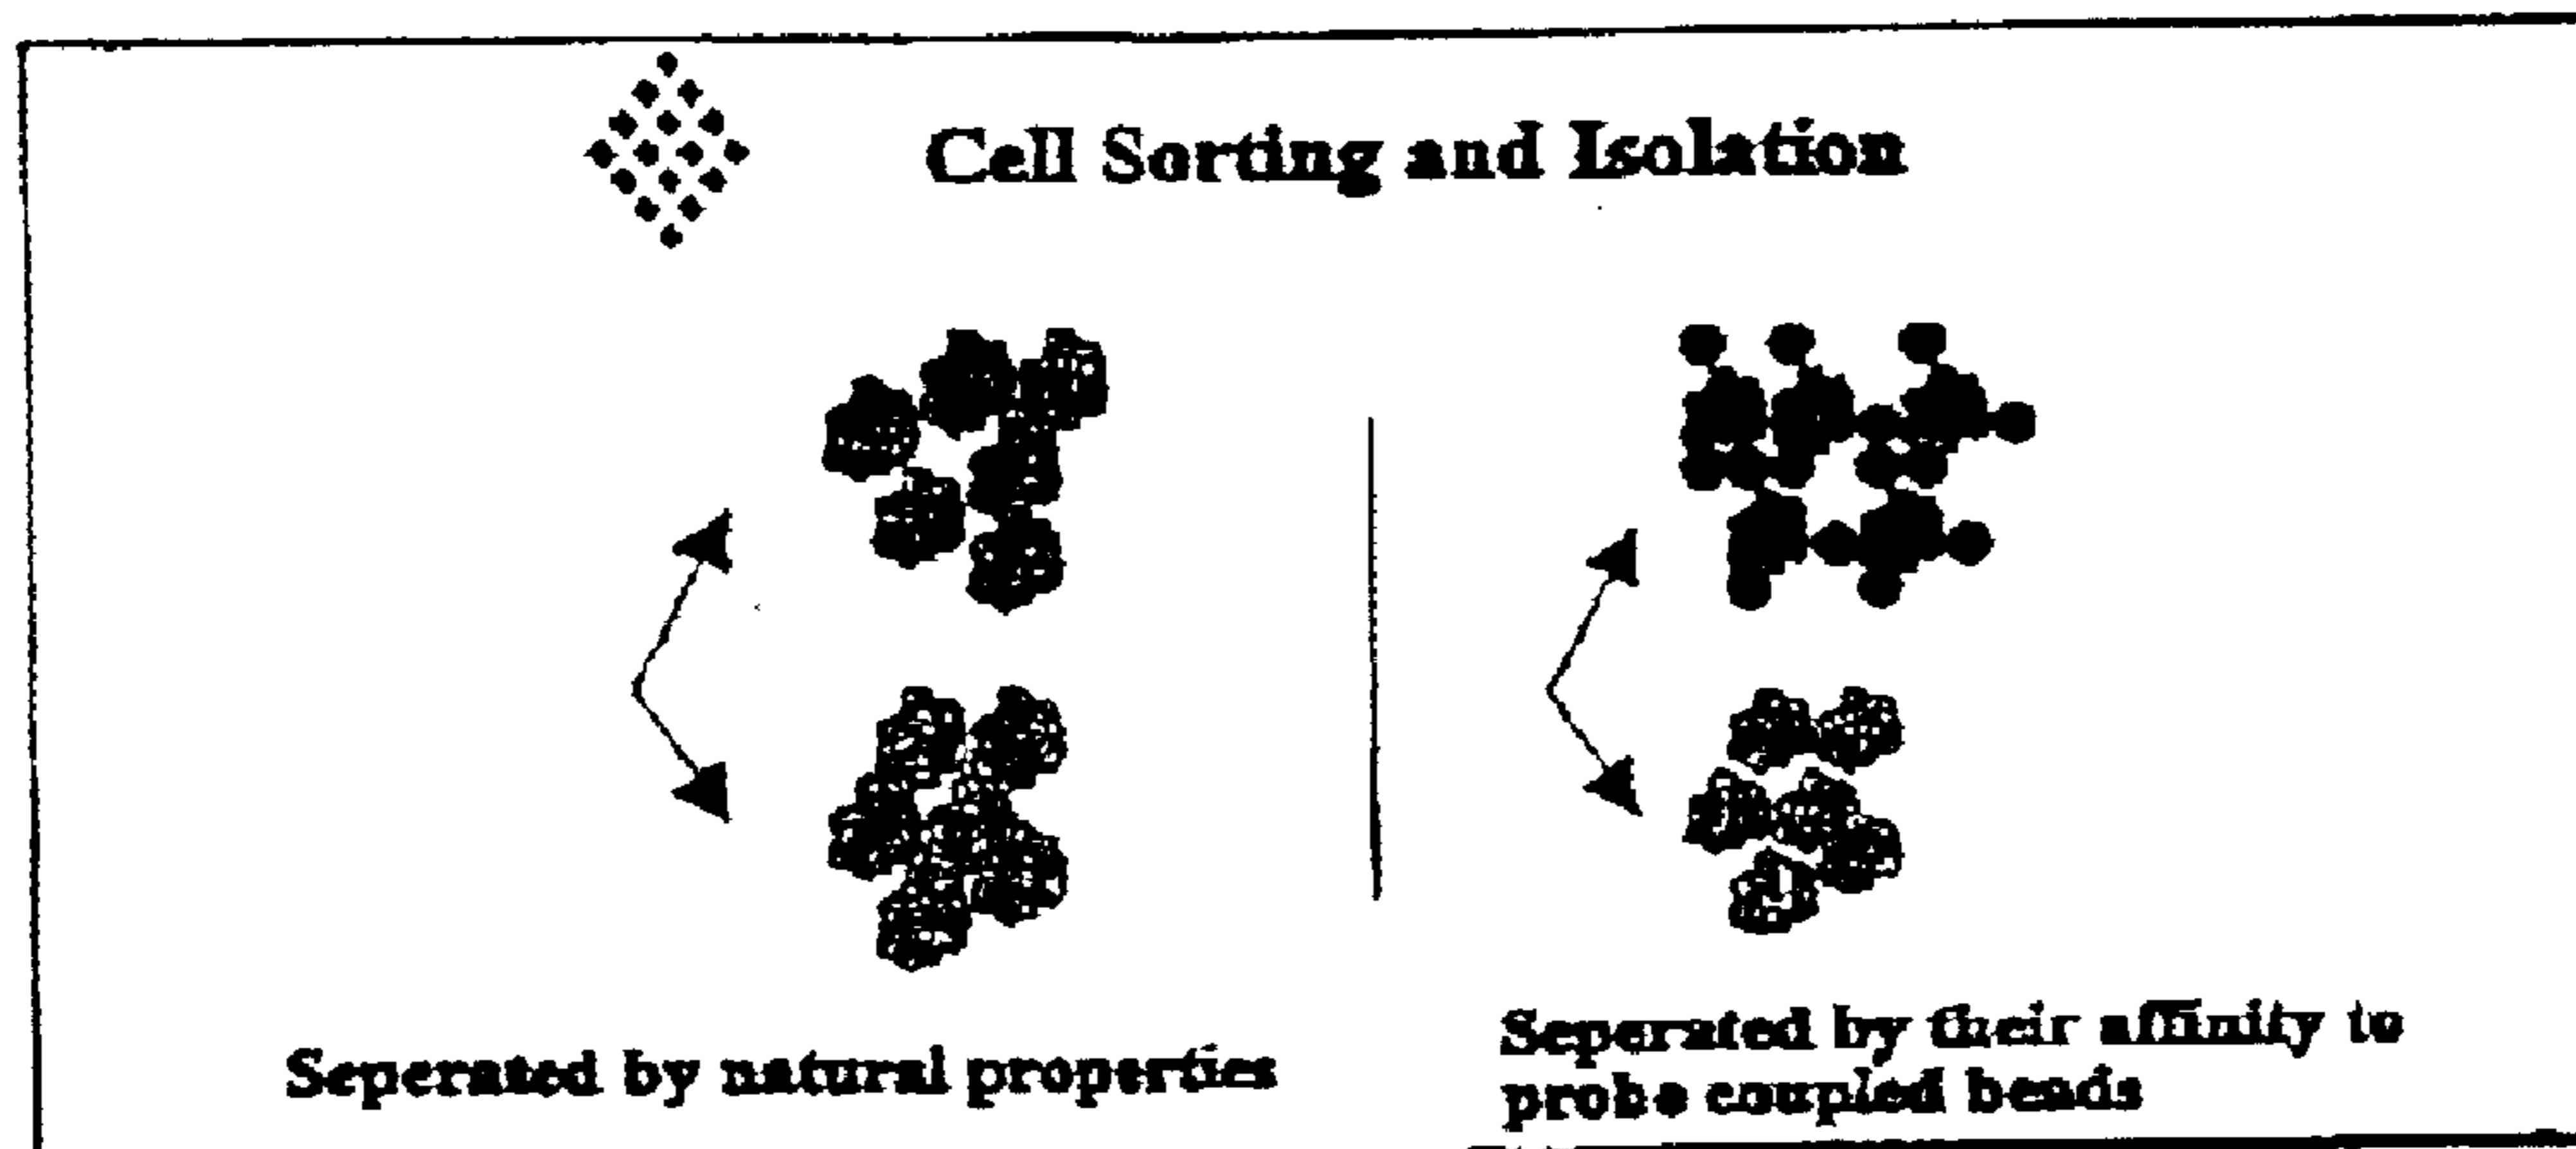 Cell Sorting and Isolation
Seperated by natural properties
Seperated by their affinity to
probe coupled beads